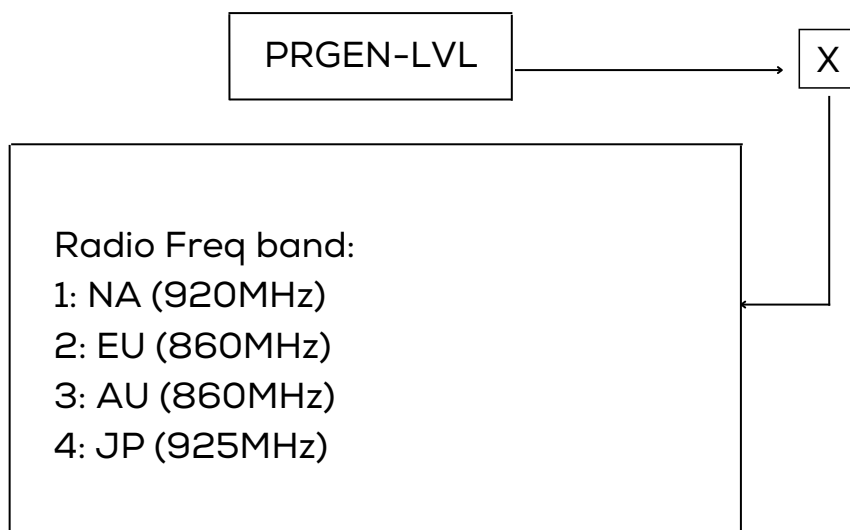 PRGEN-LVL
X
Radio Freq band:
1: NA (920MHz)
2: EU (860MHz)
3: AU (860MHz)
4: JP (925MHz)